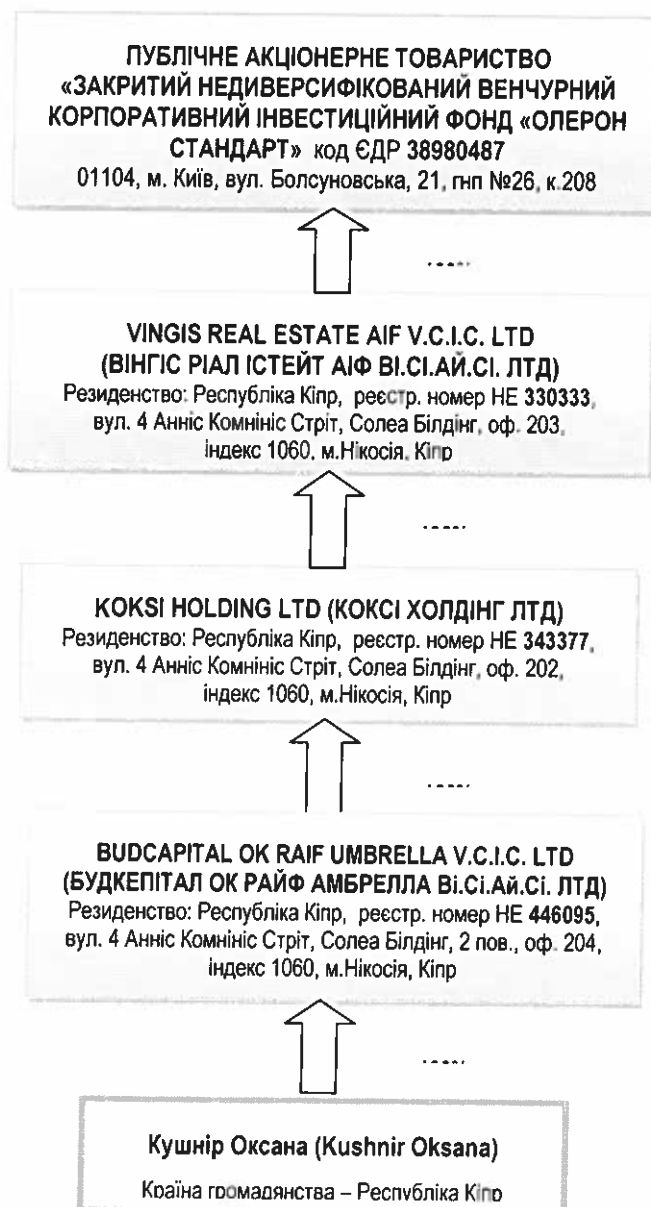 ПУБЛІЧНЕ АКЦІОНЕРНЕ ТОВАРИСТВО
«ЗАКРИТИЙ НЕДИВЕРСИФІКОВАНИЙ ВЕНЧУРНИЙ
КОРПОРАТИВНИЙ ІНВЕСТИЦІЙНИЙ ФОНД «ОЛЕРОН
СТАНДАРТ» код ЄДР 38980487
01104, м. Київ, вул. Болсуновська, 21, гнп №26, к.208
.....
VINGIS REAL ESTATE AIF V.C.I.C. LTD
(ВІНГІС РІАЛ ІСТЕЙТ АІФ ВІ.СІ.АЙ.СІ. ЛТД)
Резиденство: Республіка Кіпр, реєстр. номер НЕ 330333,
вул. 4 Анніс Комнініс Стріт, Солеа Білдінг, оф. 203,
індекс 1060, м.Нікосія, Кіпр
.....
KOKSI HOLDING LTD (КОКСІ ХОЛДІНГ ЛТД)
Резиденство: Республіка Кіпр, реєстр. номер НЕ 343377,
вул. 4 Анніс Комнініс Стріт, Солеа Білдінг, оф. 202,
індекс 1060, м.Нікосія, Кіпр
.....
BUDCAPITAL OK RAIF UMBRELLA V.C.I.C. LTD
(БУДКЕПІТАЛ ОК РАЙФ АМБРЕЛЛА Ві.Сі.Ай.Сі. ЛТД)
Резиденство: Республіка Кіпр, реєстр. номер НЕ 446095,
вул. 4 Анніс Комнініс Стріт, Солеа Білдінг, 2 пов., оф. 204,
індекс 1060, м.Нікосія, Кіпр
.....
Кушнір Оксана (Kushnir Oksana)
Країна громадянства – Республіка Кіпр